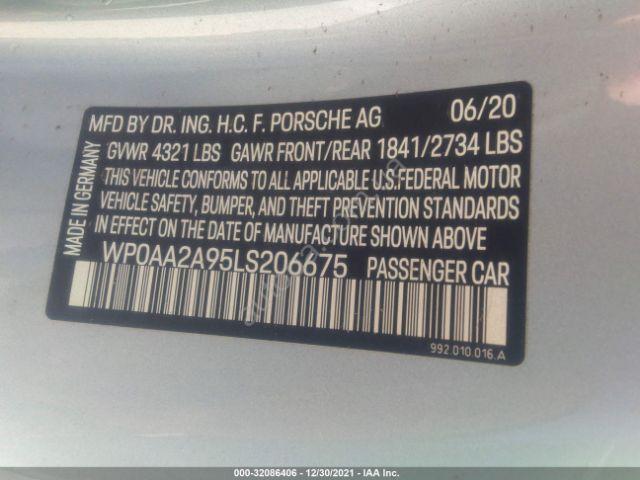 MFD BY DR. ING. H.C. F. PORSCHE AG 06/20
GVWR 4321 LBS GAWR FRONT/REAR 1841/2734 LBS
THIS VEHICLE CONFORMS TO ALL APPLICABLE U.S.FEDERAL MOTOR
VEHICLE SAFETY, BUMPER, AND THEFT PREVENTION STANDARDS
IN EFFECT ON THE DATE OF MANUFACTURE SHOWN ABOVE.
WP0AA2A95LS206675 PASSENGER CAR
MADE IN GERMANY
992.010.016.A
000-32086406 - 12/30/2021 - IAA Inc.